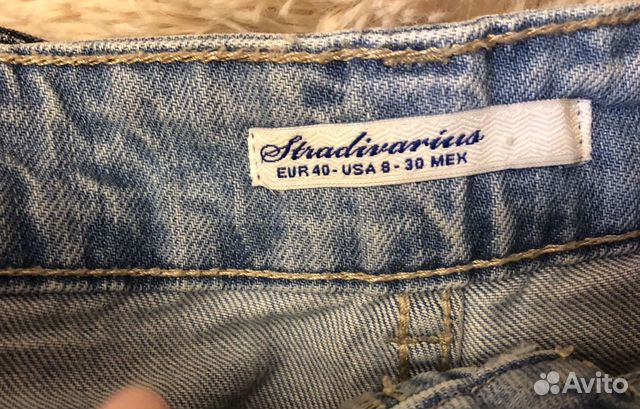 Stradivarius
EUR 40 - USA 8 - 30 MEX
Avito